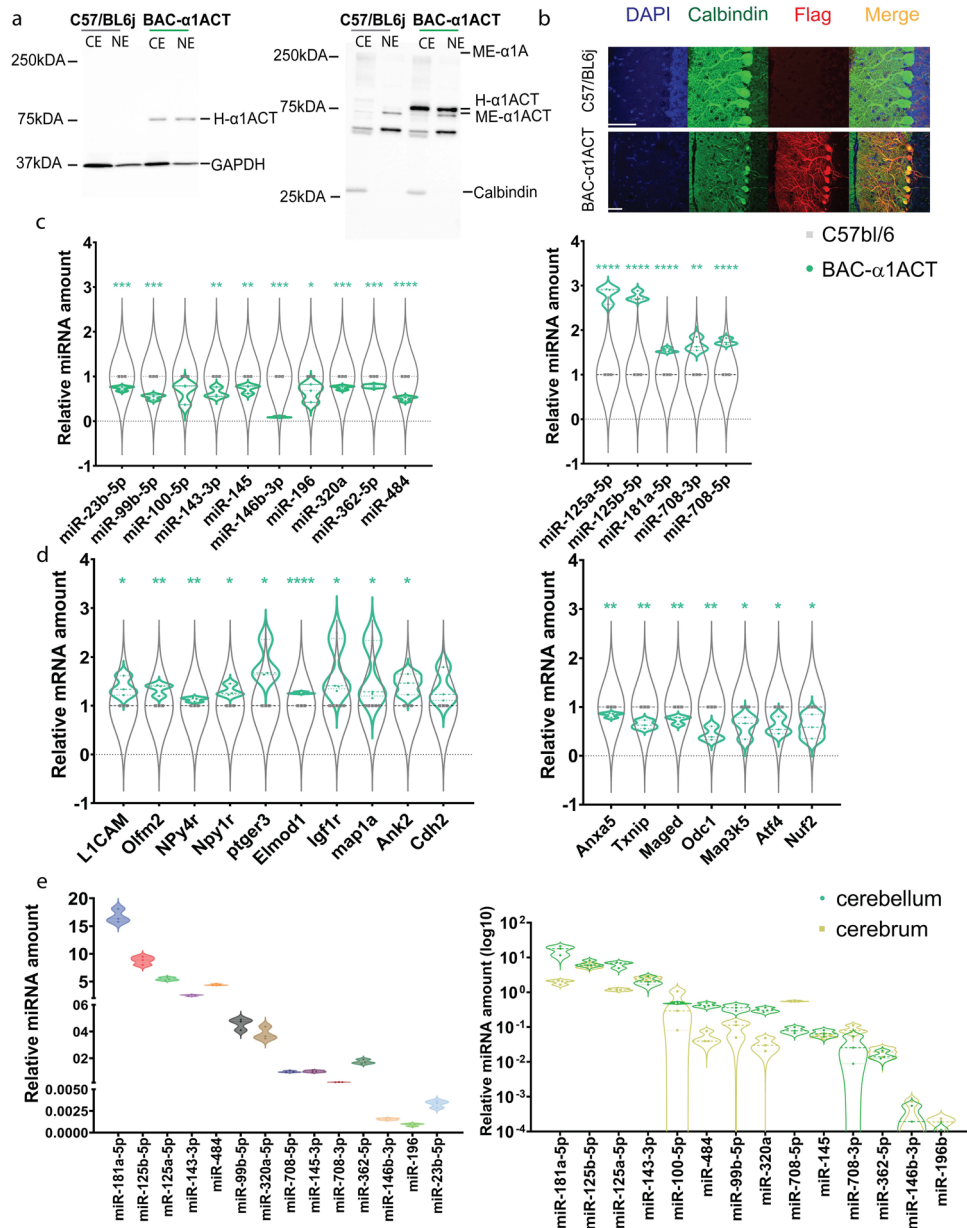 a
C57/BL6j BAC-α1ACT
CE NE CE NE
250kDA
75kDA
H-α1ACT
37kDA
GAPDH
C57/BL6j BAC-α1ACT
CE NE CE NE
250kDA
ME-α1A
75kDA
H-α1ACT
ME-α1ACT
25kDA
Calbindin
b
DAPI Calbindin Flag Merge
C57/BL6j
BAC-α1ACT
c
C57bl/6
BAC-α1ACT
Relative miRNA amount
4
3
2
1
0
-1
*** *** ** ** *** * *** *** ****
miR-23b-5p
miR-99b-5p
miR-100-5p
miR-143-3p
miR-145
miR-146b-3p
miR-196
miR-320a
miR-362-5p
miR-484
Relative miRNA amount
4
3
2
1
0
-1
**** **** **** ** ****
miR-125a-5p
miR-125b-5p
miR-181a-5p
miR-708-3p
miR-708-5p
d
Relative mRNA amount
4
3
2
1
0
-1
* ** ** * * **** * * *
L1CAM
Olfm2
NPy4r
Npy1r
ptger3
Elmod1
Igf1r
map1a
Ank2
Cdh2
Relative mRNA amount
4
3
2
1
0
-1
** ** ** ** * * *
Anxa5
Txnip
Maged
Odc1
Map3k5
Atf4
Nuf2
e
Relative miRNA amount
20
15
10
5
06
04
02
0.0050
0.0025
0.0000
miR-181a-5p
miR-125b-5p
miR-125a-5p
miR-143-3p
miR-484
miR-99b-5p
miR-320a-5p
miR-708-5p
miR-145-3p
miR-708-3p
miR-362-5p
miR-146b-3p
miR-196
miR-23b-5p
cerebellum
cerebrum
Relative miRNA amount (log10)
10²
10¹
10⁰
10⁻¹
10⁻²
10⁻³
10⁻⁴
miR-181a-5p
miR-125b-5p
miR-125a-5p
miR-143-3p
miR-100-5p
miR-484
miR-99b-5p
miR-320a
miR-708-5p
miR-145
miR-708-3p
miR-362-5p
miR-146b-3p
miR-196b